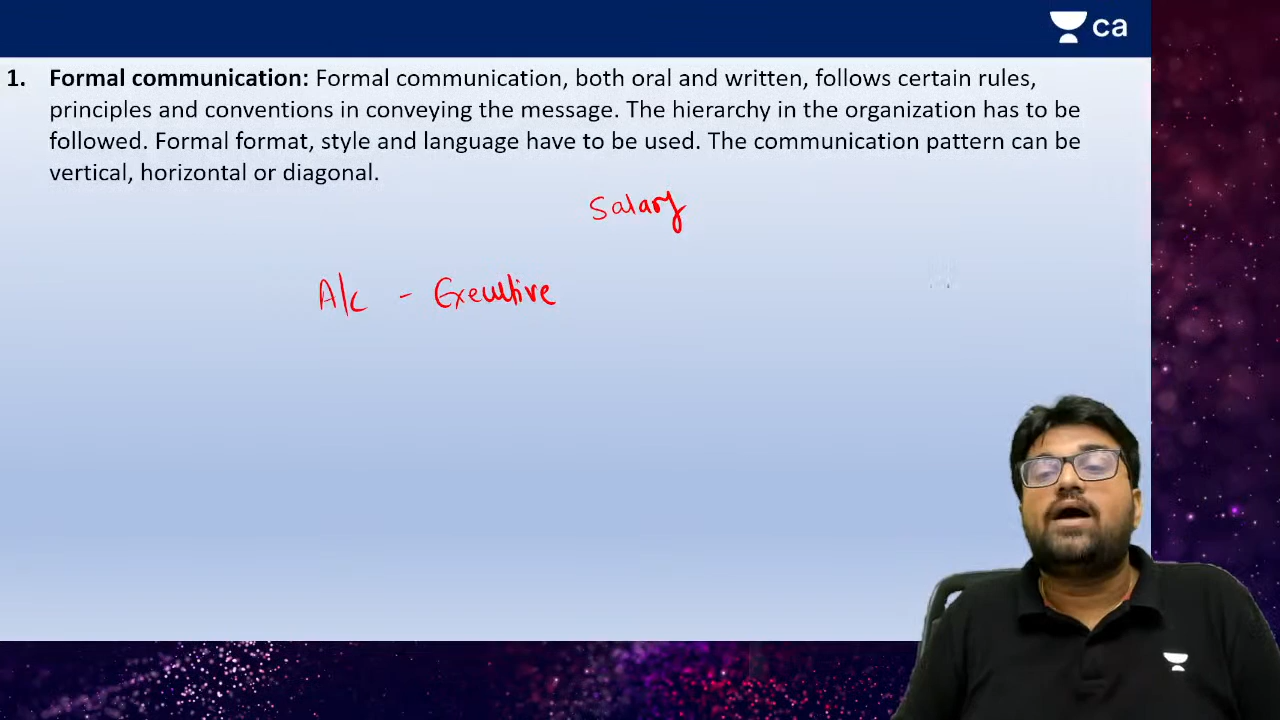 ca
1. Formal communication: Formal communication, both oral and written, follows certain rules,
principles and conventions in conveying the message. The hierarchy in the organization has to be
followed. Formal format, style and language have to be used. The communication pattern can be
vertical, horizontal or diagonal.
Salary
A/c - Executive